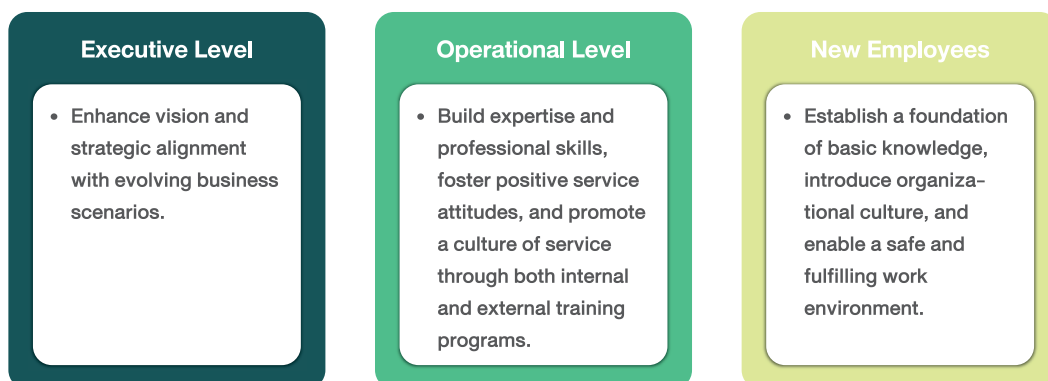 Executive Level
• Enhance vision and
strategic alignment
with evolving business
scenarios.
Operational Level
• Build expertise and
professional skills,
foster positive service
attitudes, and promote
a culture of service
through both internal
and external training
programs.
New Employees
• Establish a foundation
of basic knowledge,
introduce organiza-
tional culture, and
enable a safe and
fulfilling work
environment.